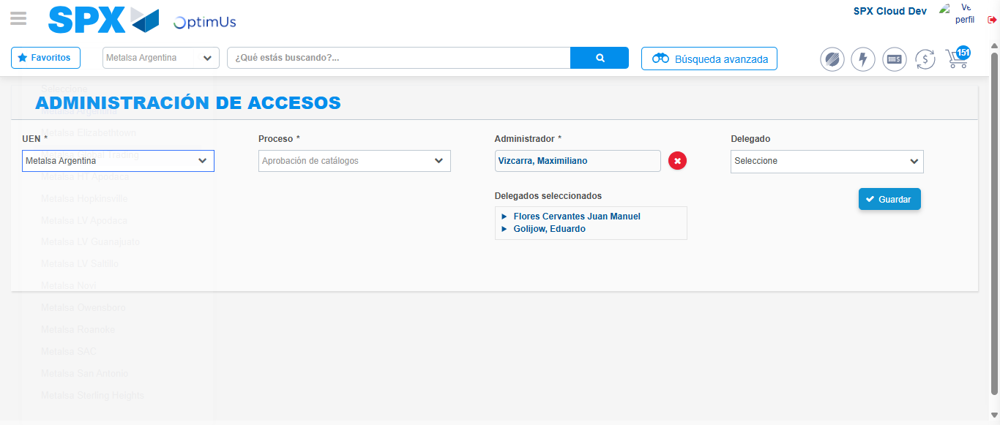 SPX OptimUs
SPX Cloud Dev
Ve
perfil
Favoritos
Metalsa Argentina
¿Qué estás buscando?...
Búsqueda avanzada
151
Seleccione
ADMINISTRACIÓN DE ACCESOS
Metalsa Argentina
Metalsa Elizabethtown
UEN *
Proceso *
Administrador *
Delegado
Metalsa Argentina
Aprobación de catálogos
Vizcarra, Maximiliano
Seleccione
Metalsa Global Trading
Metalsa HT Apodaca
Metalsa Hopkinsville
Metalsa LV Apodaca
Metalsa LV Guanajuato
Metalsa LV Saltillo
Metalsa Novi
Metalsa Owensboro
Metalsa Roanoke
Metalsa SAC
Metalsa San Antonio
Metalsa Sterling Heights
Delegados seleccionados
Flores Cervantes Juan Manuel
Golijow, Eduardo
Guardar